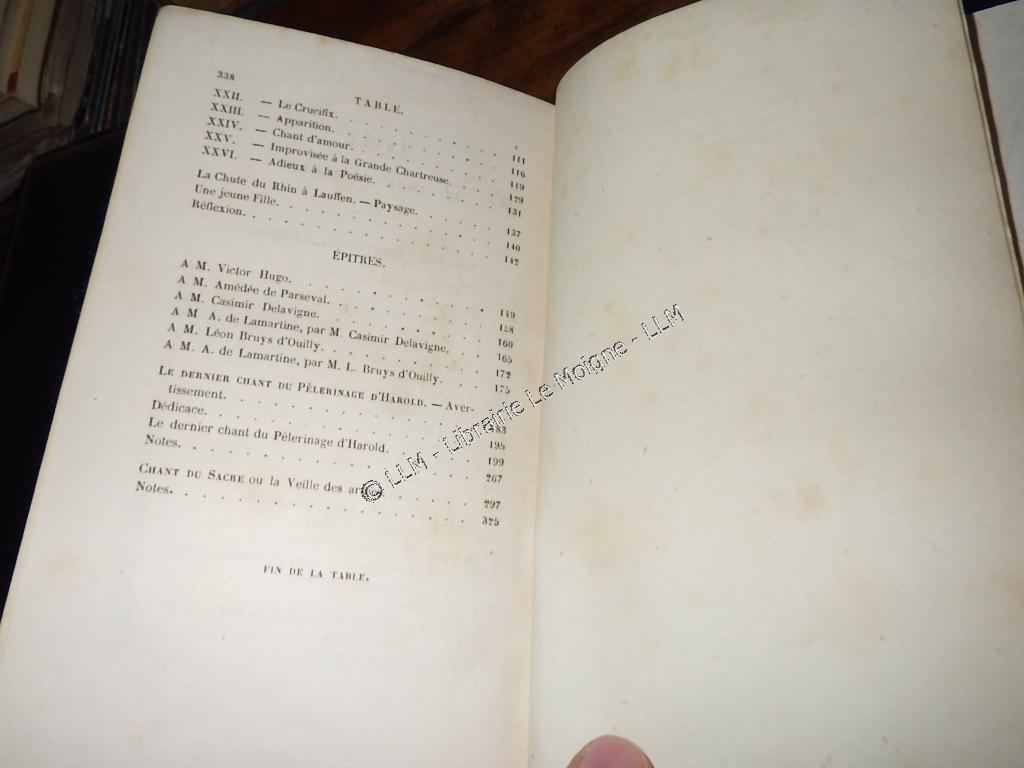 338
TABLE.
XXII. — Le Crucifix. 111
XXIII. — Apparition. 116
XXIV. — Chant d'amour. 119
XXV. — Improvisée à la Grande Chartreuse. 129
XXVI. — Adieux à la Poésie. 131
La Chute du Rhin à Lauffen. — Paysage. 137
Une jeune Fille. 140
Réflexion. 142
ÉPITRES.
A M. Victor Hugo. 149
A M. Amédée de Parseval. 158
A M. Casimir Delavigne. 160
A M A. de Lamartine, par M. Casimir Delavigne. 165
A M. Léon Bruys d'Ouilly. 172
A M. A. de Lamartine, par M. L. Bruys d'Ouilly. 175
LE DERNIER CHANT DU PÈLERINAGE D'HAROLD. — Aver-
tissement. 183
Dédicace. 195
Le dernier chant du Pèlerinage d'Harold. 199
Notes. 267
CHANT DU SACRE ou la Veille des 297
Notes. 325
FIN DE LA TABLE.
© LLM - Librairie Le Moigne - LLM